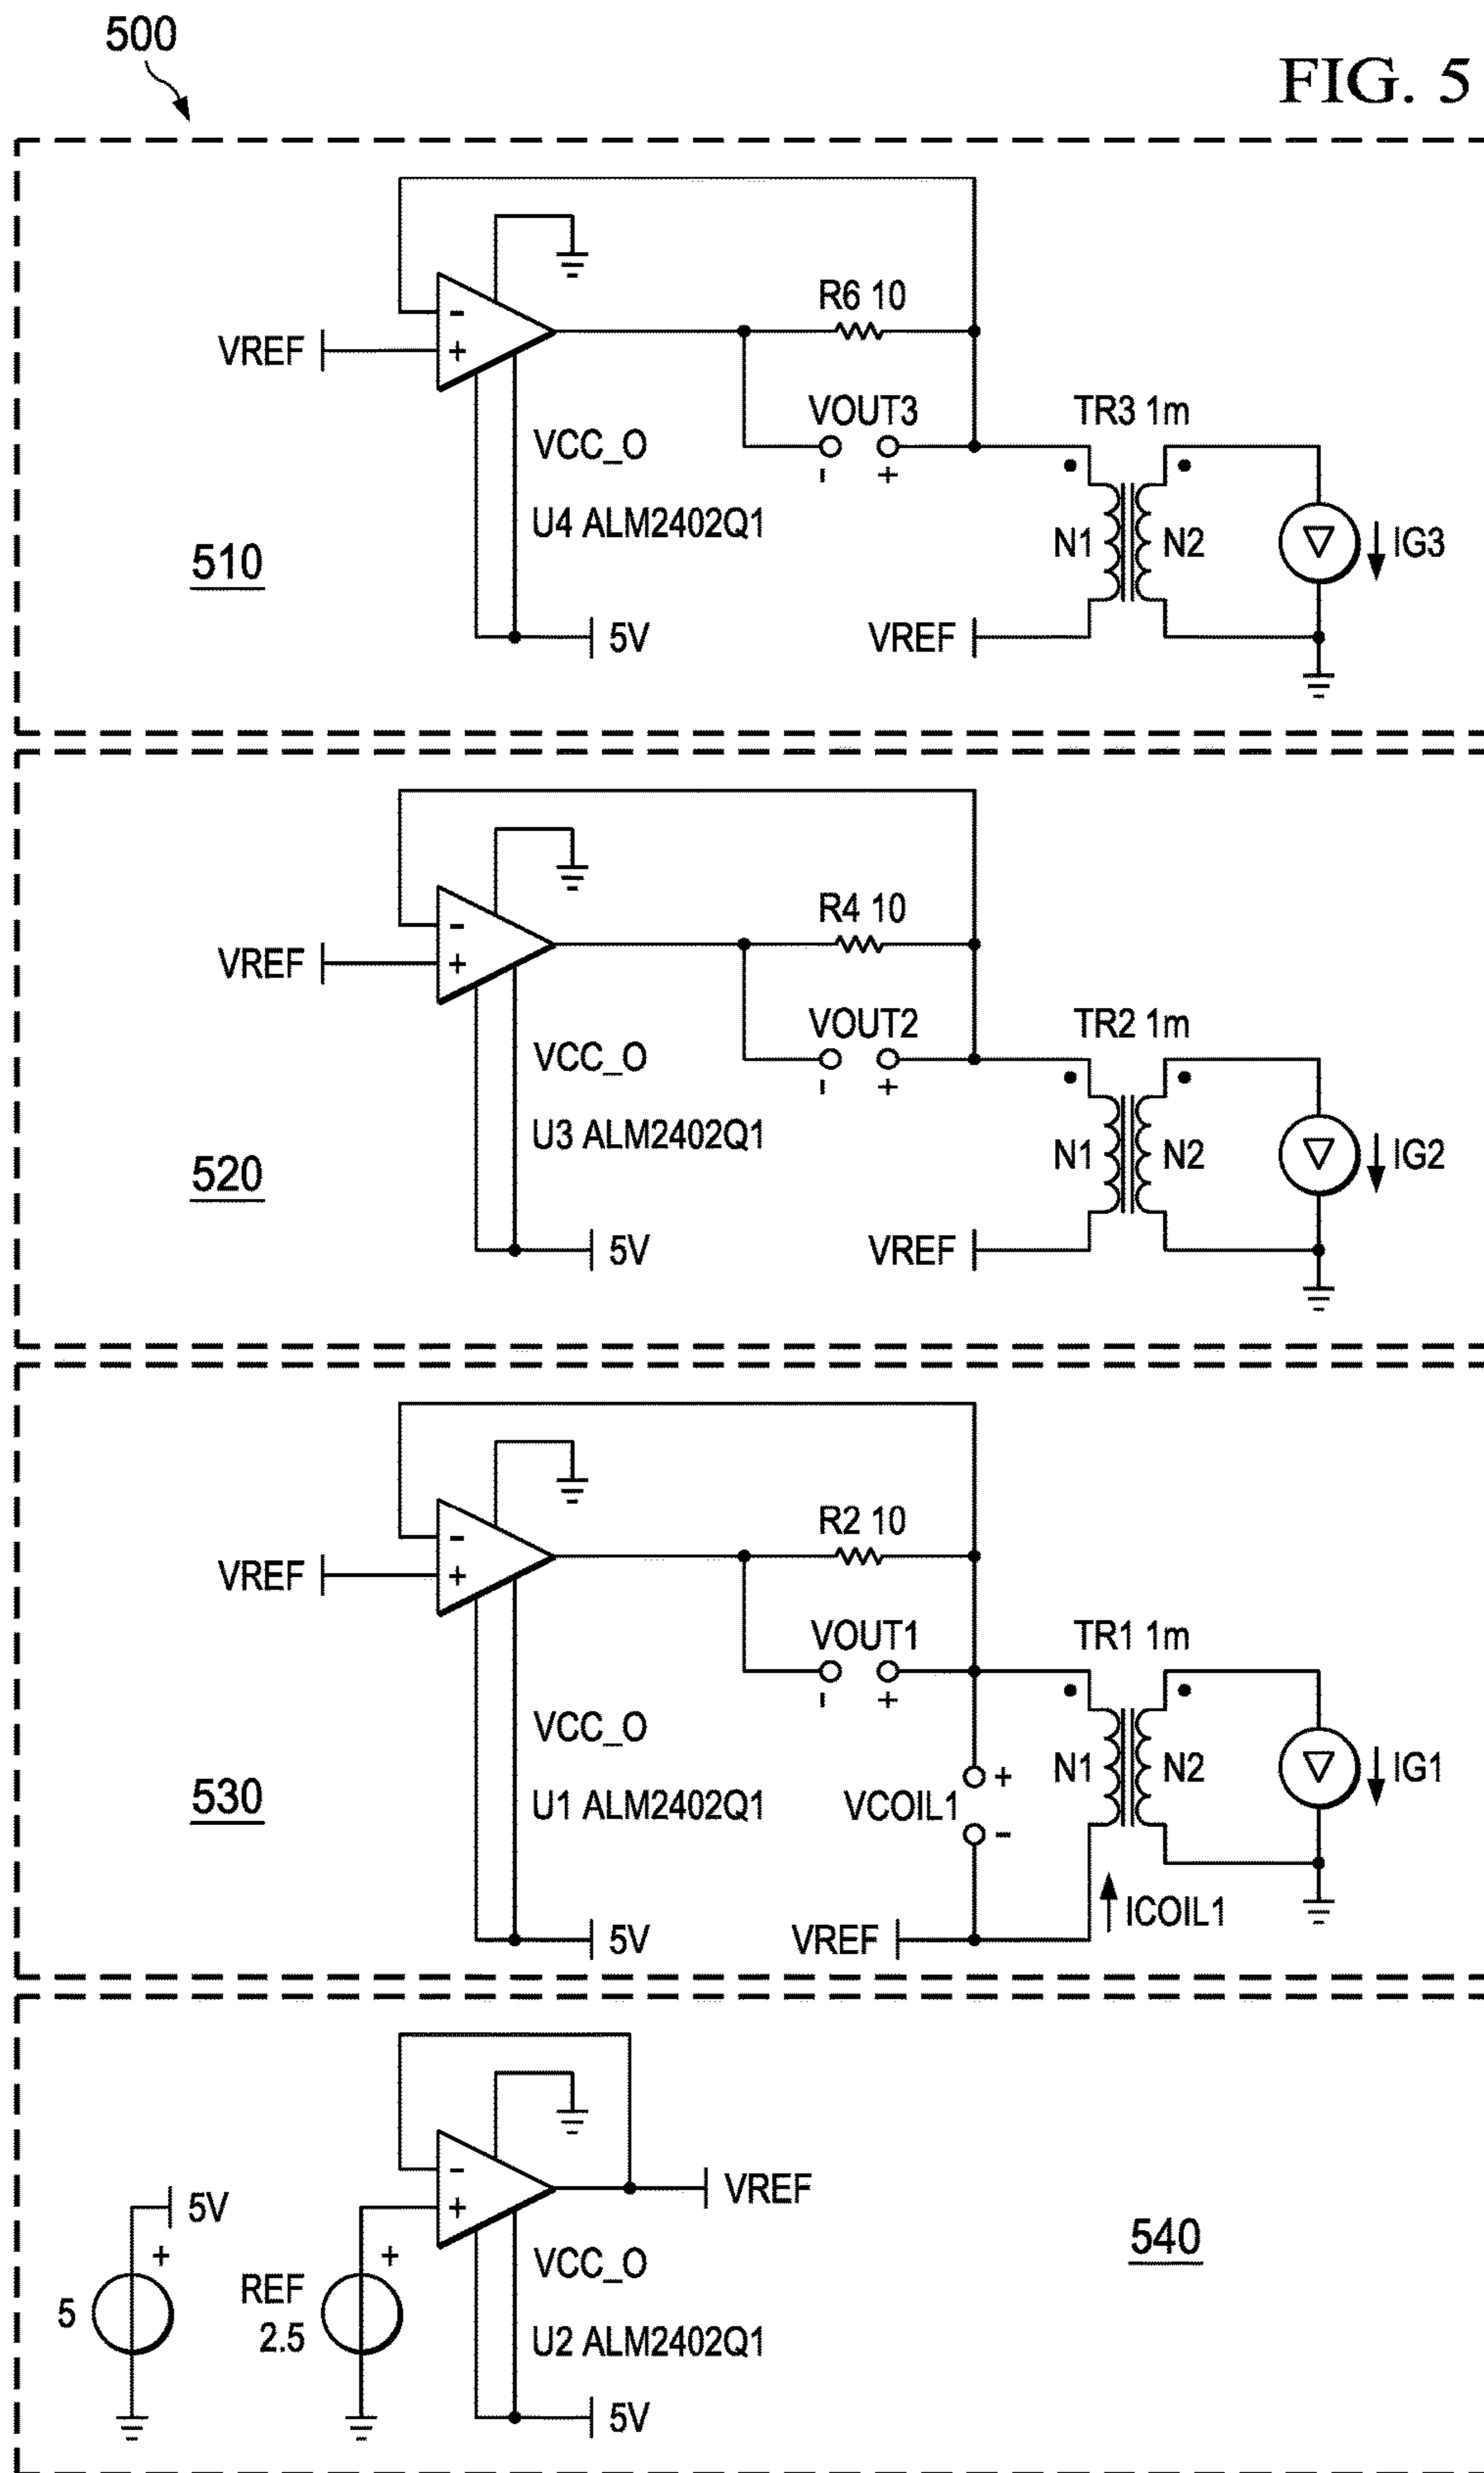 500
FIG. 5
-
+
VREF
R6 10
VOUT3
-
+
TR3 1m
VCC_O
U4 ALM2402Q1
N1
N2
IG3
510
5V
VREF
-
+
VREF
R4 10
VOUT2
-
+
TR2 1m
VCC_O
U3 ALM2402Q1
N1
N2
IG2
520
5V
VREF
-
+
VREF
R2 10
VOUT1
-
+
TR1 1m
VCC_O
U1 ALM2402Q1
VCOIL1
+
-
N1
N2
IG1
530
5V
VREF
ICOIL1
-
+
VREF
5V
+
5
REF
2.5
+
VCC_O
U2 ALM2402Q1
5V
540